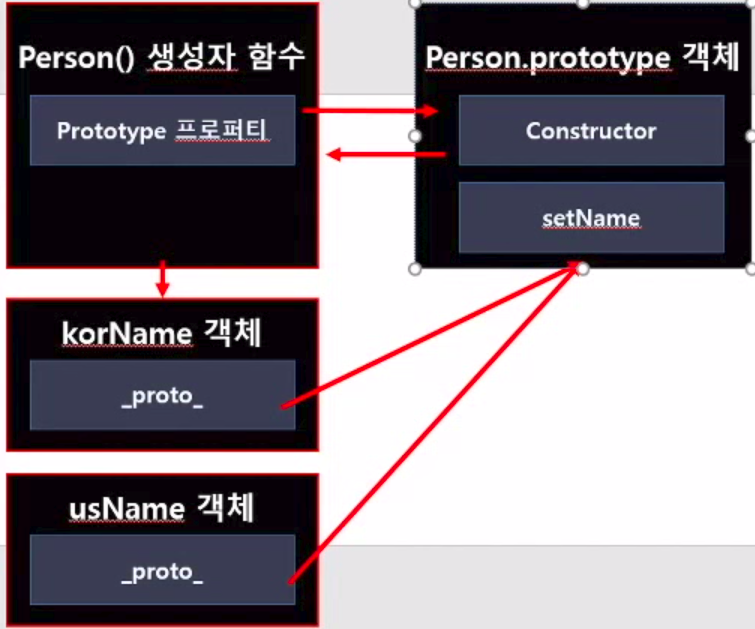 Person() 생성자 함수
Prototype 프로퍼티
Person.prototype 객체
Constructor
setName
korName 객체
_proto_
usName 객체
_proto_